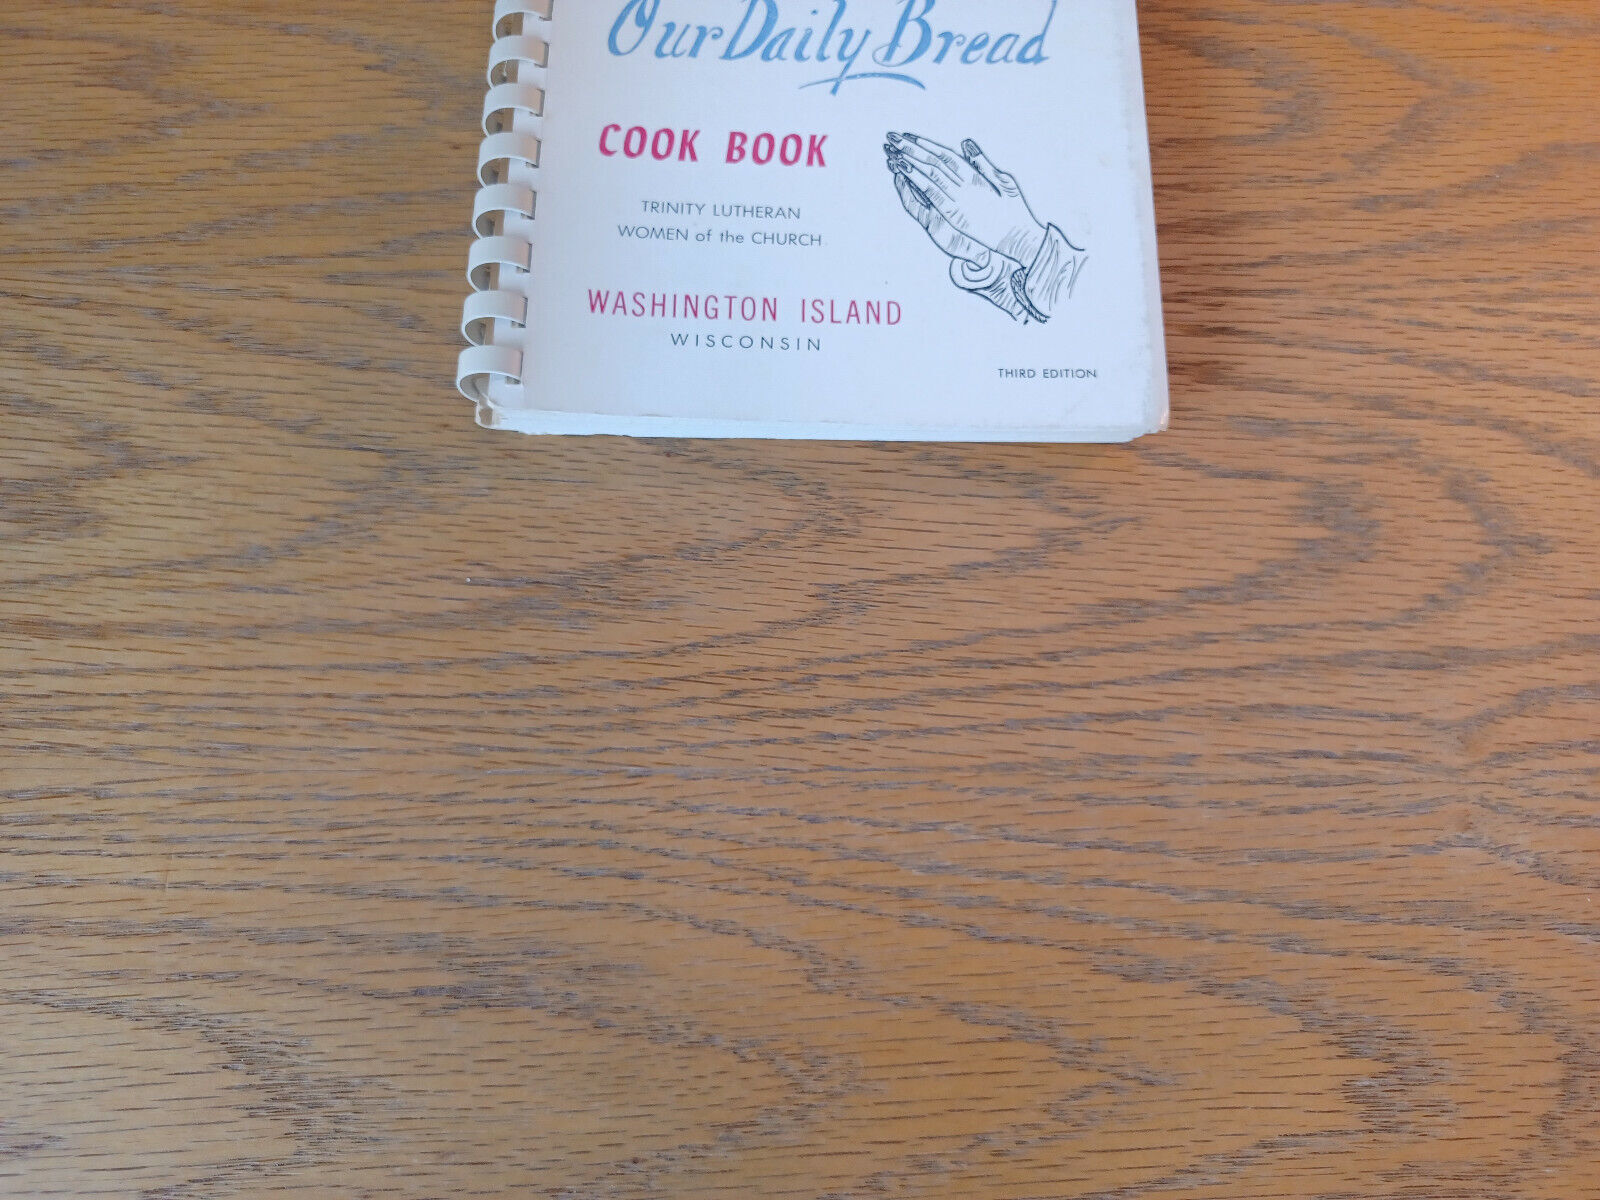 Our Daily Bread
COOK BOOK
TRINITY LUTHERAN
WOMEN of the CHURCH
WASHINGTON ISLAND
WISCONSIN
THIRD EDITION